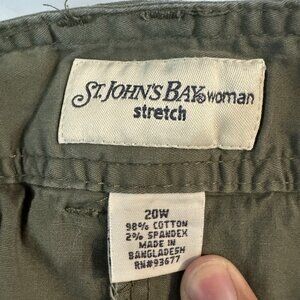 ST. JOHN'S BAY® woman
stretch
20W
98% COTTON
2% SPANDEX
MADE IN
BANGLADESH
RN#93677